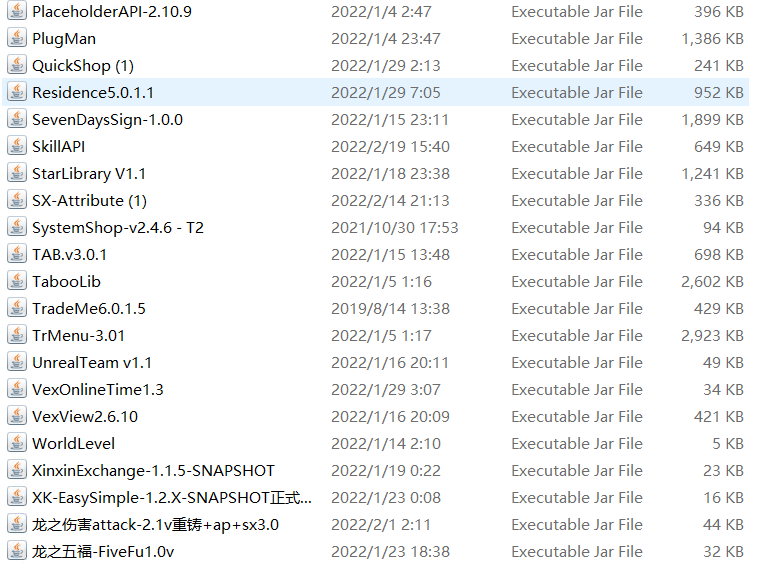 PlaceholderAPI-2.10.9 2022/1/4 2:47 Executable Jar File 396 KB
PlugMan 2022/1/4 23:47 Executable Jar File 1,386 KB
QuickShop (1) 2022/1/29 2:13 Executable Jar File 241 KB
Residence5.0.1.1 2022/1/29 7:05 Executable Jar File 952 KB
SevenDaysSign-1.0.0 2022/1/15 23:11 Executable Jar File 1,899 KB
SkillAPI 2022/2/19 15:40 Executable Jar File 649 KB
StarLibrary V1.1 2022/1/18 23:38 Executable Jar File 1,241 KB
SX-Attribute (1) 2022/2/14 21:13 Executable Jar File 336 KB
SystemShop-v2.4.6 - T2 2021/10/30 17:53 Executable Jar File 94 KB
TAB.v3.0.1 2022/1/15 13:48 Executable Jar File 698 KB
TabooLib 2022/1/5 1:16 Executable Jar File 2,602 KB
TradeMe6.0.1.5 2019/8/14 13:38 Executable Jar File 429 KB
TrMenu-3.01 2022/1/5 1:17 Executable Jar File 2,923 KB
UnrealTeam v1.1 2022/1/16 20:11 Executable Jar File 49 KB
VexOnlineTime1.3 2022/1/29 3:07 Executable Jar File 34 KB
VexView2.6.10 2022/1/16 20:09 Executable Jar File 421 KB
WorldLevel 2022/1/14 2:10 Executable Jar File 5 KB
XinxinExchange-1.1.5-SNAPSHOT 2022/1/19 0:22 Executable Jar File 23 KB
XK-EasySimple-1.2.X-SNAPSHOT正式... 2022/1/23 0:08 Executable Jar File 16 KB
龙之伤害attack-2.1v重铸+ap+sx3.0 2022/2/1 2:11 Executable Jar File 44 KB
龙之五福-FiveFu1.0v 2022/1/23 18:38 Executable Jar File 32 KB